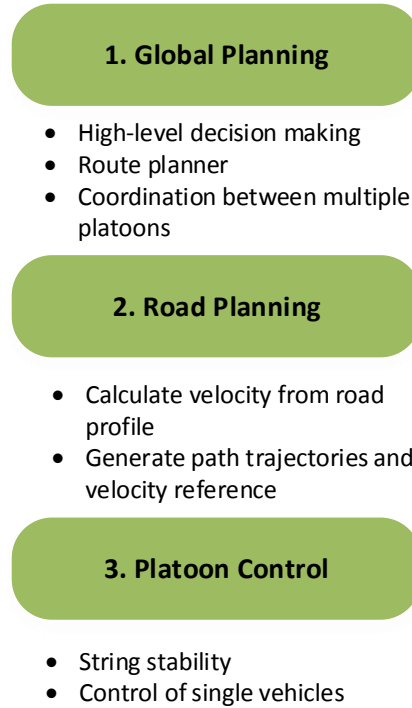 1. Global Planning
• High-level decision making
• Route planner
• Coordination between multiple
platoons
2. Road Planning
• Calculate velocity from road
profile
• Generate path trajectories and
velocity reference
3. Platoon Control
• String stability
• Control of single vehicles